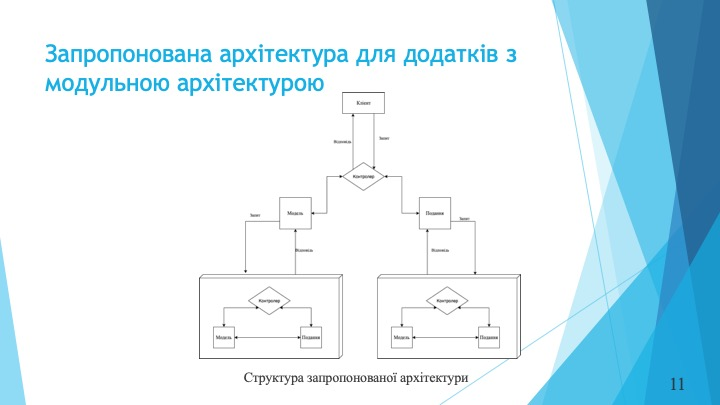 Запропонована архітектура для додатків з
модульною архітектурою
Клієнт
Відповідь
Запит
Контролер
Модель
Подання
Запит
Запит
Відповідь
Відповідь
Контролер
Контролер
Модель
Подання
Модель
Подання
Структура запропонованої архітектури
11